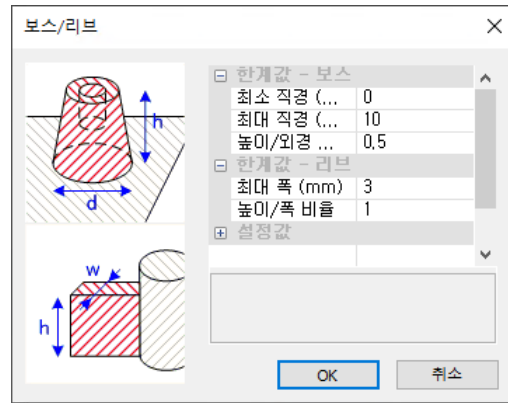 보스/리브
한계값 - 보스
최소 직경 (... 0
최대 직경 (... 10
높이/외경 ... 0.5
한계값 - 리브
최대 폭 (mm) 3
높이/폭 비율 1
설정값
h
d
w
h
OK 취소